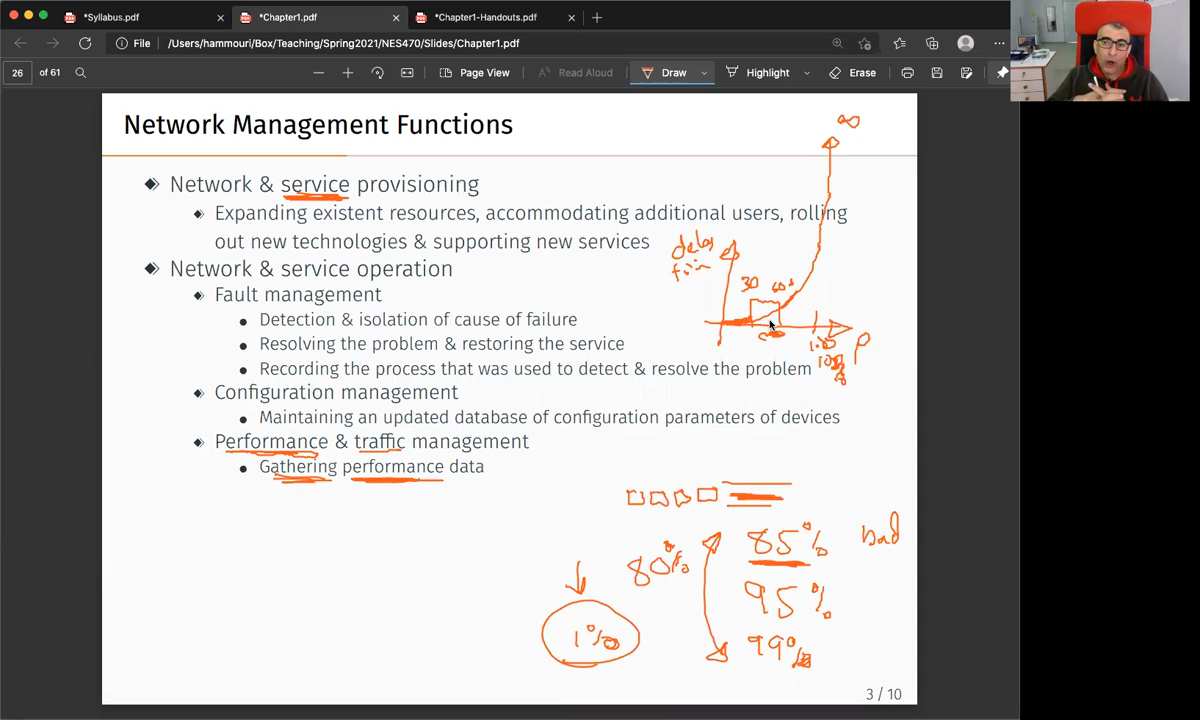 *Syllabus.pdf
*Chapter1.pdf
*Chapter1-Handouts.pdf
File
/Users/hammouri/Box/Teaching/Spring2021/NES470/Slides/Chapter1.pdf
26 of 61
Page View
Read Aloud
Draw
Highlight
Erase
Network Management Functions
Network & service provisioning
Expanding existent resources, accommodating additional users, rolling
out new technologies & supporting new services
Network & service operation
Fault management
Detection & isolation of cause of failure
Resolving the problem & restoring the service
Recording the process that was used to detect & resolve the problem
Configuration management
Maintaining an updated database of configuration parameters of devices
Performance & traffic management
Gathering performance data
∞
delay
30
ρ
85%
bad
80%
95%
1%
99%
3 / 10